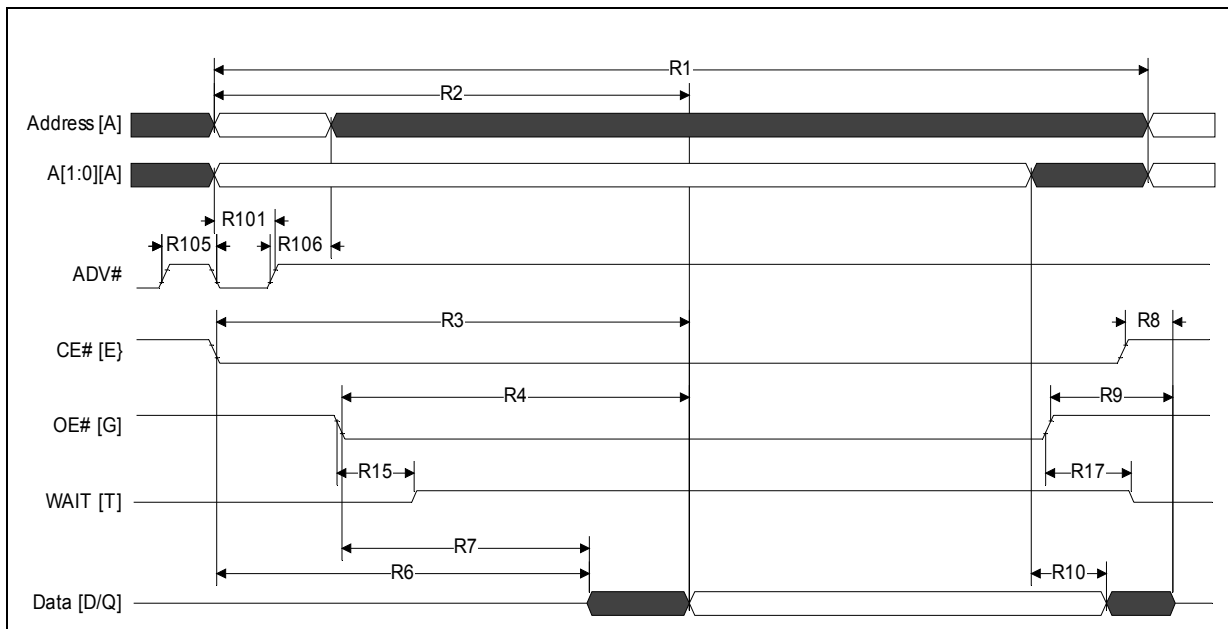 R1
R2
Address [A]
A[1:0][A]
R101
R105
R106
ADV#
R3
R8
CE# [E}
R4
R9
OE# [G]
R15
R17
WAIT [T]
R7
R6
R10
Data [D/Q]